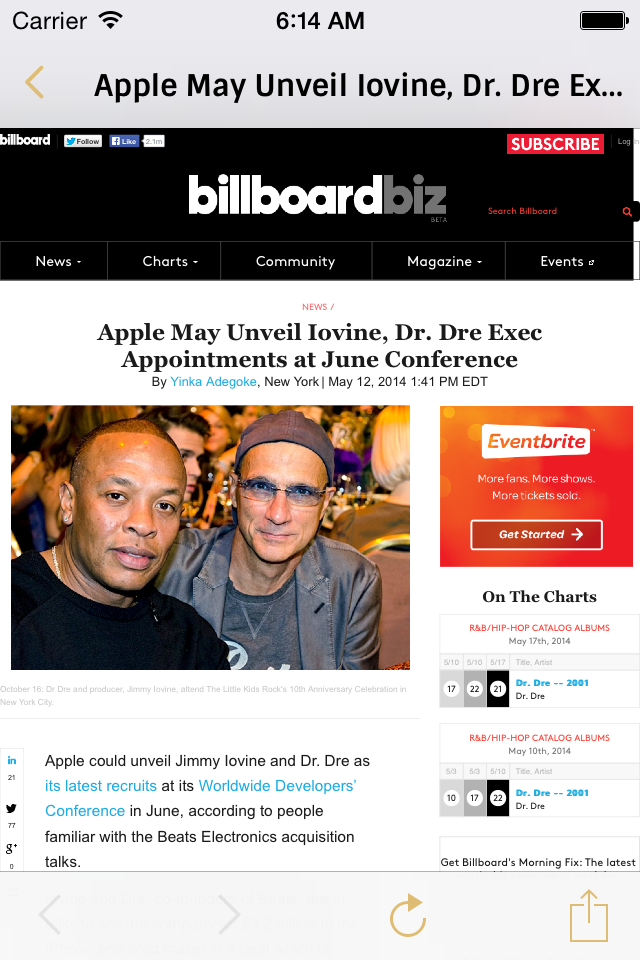 Carrier 6:14 AM
Apple May Unveil Iovine, Dr. Dre Ex...
billboard Follow Like 2.1m SUBSCRIBE Log In
billboardbiz
BETA
Search Billboard
News Charts Community Magazine Events
NEWS /
Apple May Unveil Iovine, Dr. Dre Exec
Appointments at June Conference
By Yinka Adegoke, New York | May 12, 2014 1:41 PM EDT
October 16: Dr Dre and producer, Jimmy Iovine, attend The Little Kids Rock's 10th Anniversary Celebration in
New York City.
in
21
77
g+
0
Apple could unveil Jimmy Iovine and Dr. Dre as
its latest recruits at its Worldwide Developers'
Conference in June, according to people
familiar with the Beats Electronics acquisition
talks.
Eventbrite
More fans. More shows.
More tickets sold.
Get Started
On The Charts
R&B/HIP-HOP CATALOG ALBUMS
May 17th, 2014
5/10 5/10 5/17 Title, Artist
17 22 21 Dr. Dre -- 2001
Dr. Dre
R&B/HIP-HOP CATALOG ALBUMS
May 10th, 2014
5/3 5/3 5/10 Title, Artist
10 17 22 Dr. Dre -- 2001
Dr. Dre
Get Billboard's Morning Fix: The latest